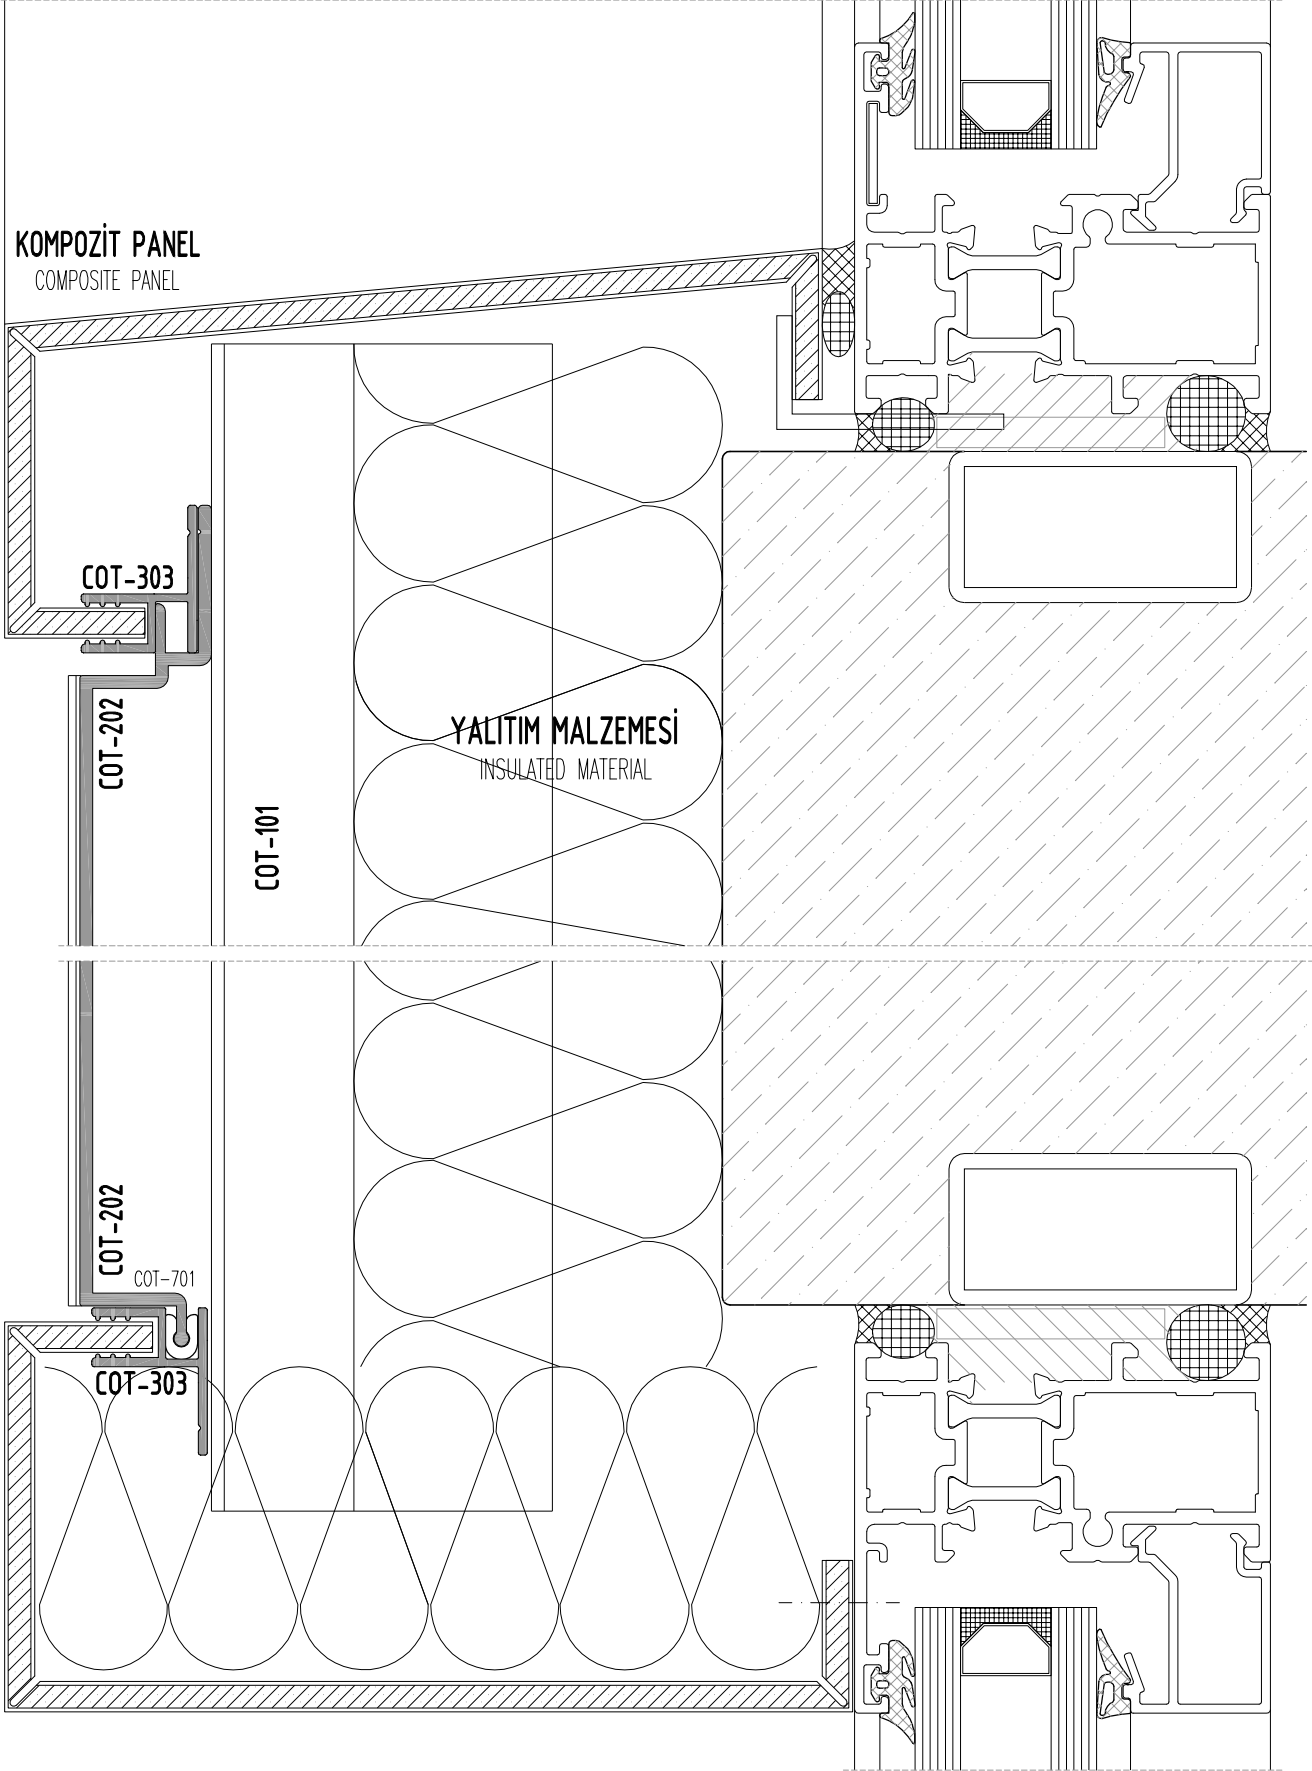 KOMPOZİT PANEL
COMPOSITE PANEL
COT-303
COT-202
YALITIM MALZEMESİ
INSULATED MATERIAL
COT-101
COT-202
COT-701
COT-303